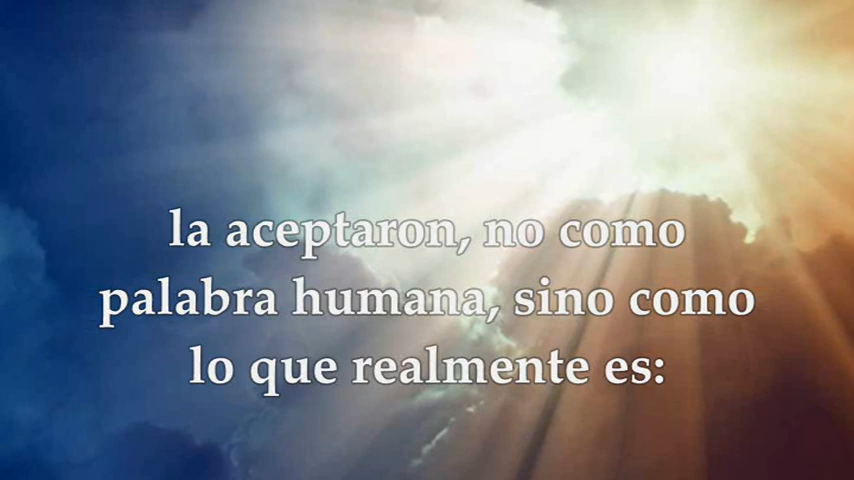 la aceptaron, no como
palabra humana, sino como
lo que realmente es: